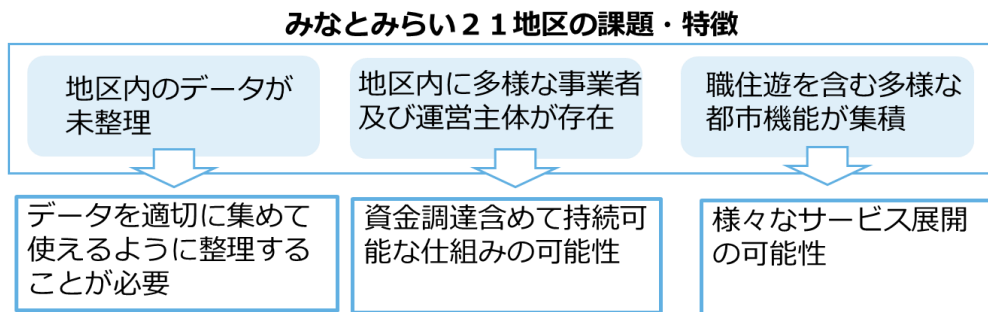 みなとみらい２１地区の課題・特徴
地区内のデータが
未整理
地区内に多様な事業者
及び運営主体が存在
職住遊を含む多様な
都市機能が集積
データを適切に集めて
使えるように整理する
ことが必要
資金調達含めて持続可
能な仕組みの可能性
様々なサービス展開
の可能性